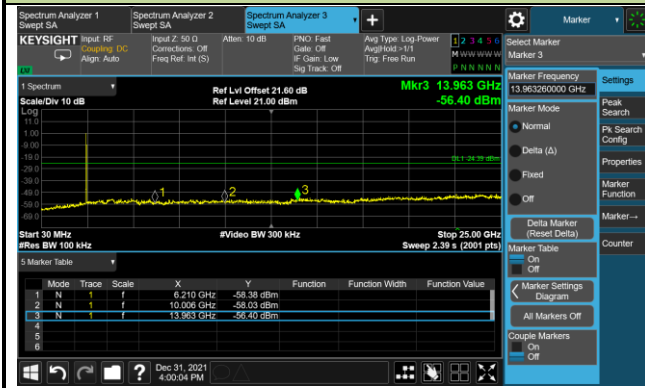 Spectrum Analyzer 1
Swept SA
Spectrum Analyzer 2
Swept SA
Spectrum Analyzer 3
Swept SA
+
Marker
KEYSIGHT
Input: RF
Coupling: DC
Align: Auto
Input Z: 50 Ω
Corrections: Off
Freq Ref: Int (S)
Atten: 10 dB
PNO: Fast
Gate: Off
IF Gain: Low
Sig Track: Off
Avg Type: Log-Power
Avg|Hold:>1/1
Trig: Free Run
1 2 3 4 5 6
M W W W W W
P N N N N N
Select Marker
Marker 3
1 Spectrum
Scale/Div 10 dB
Ref Lvl Offset 21.60 dB
Ref Level 21.00 dBm
Mkr3 13.963 GHz
-56.40 dBm
Log
11.0
1.00
-9.00
-19.0
-29.0
-39.0
-49.0
-59.0
-69.0
DL1 -24.39 dBm
1
2
3
Start 30 MHz
#Res BW 100 kHz
#Video BW 300 kHz
Stop 25.00 GHz
Sweep 2.39 s (2001 pts)
5 Marker Table
Mode Trace Scale X Y Function Function Width Function Value
1 N 1 f 6.210 GHz -58.38 dBm
2 N 1 f 10.006 GHz -58.03 dBm
3 N 1 f 13.963 GHz -56.40 dBm
4
5
6
Marker Frequency
13.963260000 GHz
Marker Mode
Normal
Delta (Δ)
Fixed
Off
Delta Marker
(Reset Delta)
Marker Table
On
Off
Marker Settings
Diagram
All Markers Off
Couple Markers
On
Off
Settings
Peak
Search
Pk Search
Config
Properties
Marker
Function
Marker→
Counter
?
Dec 31, 2021
4:00:04 PM